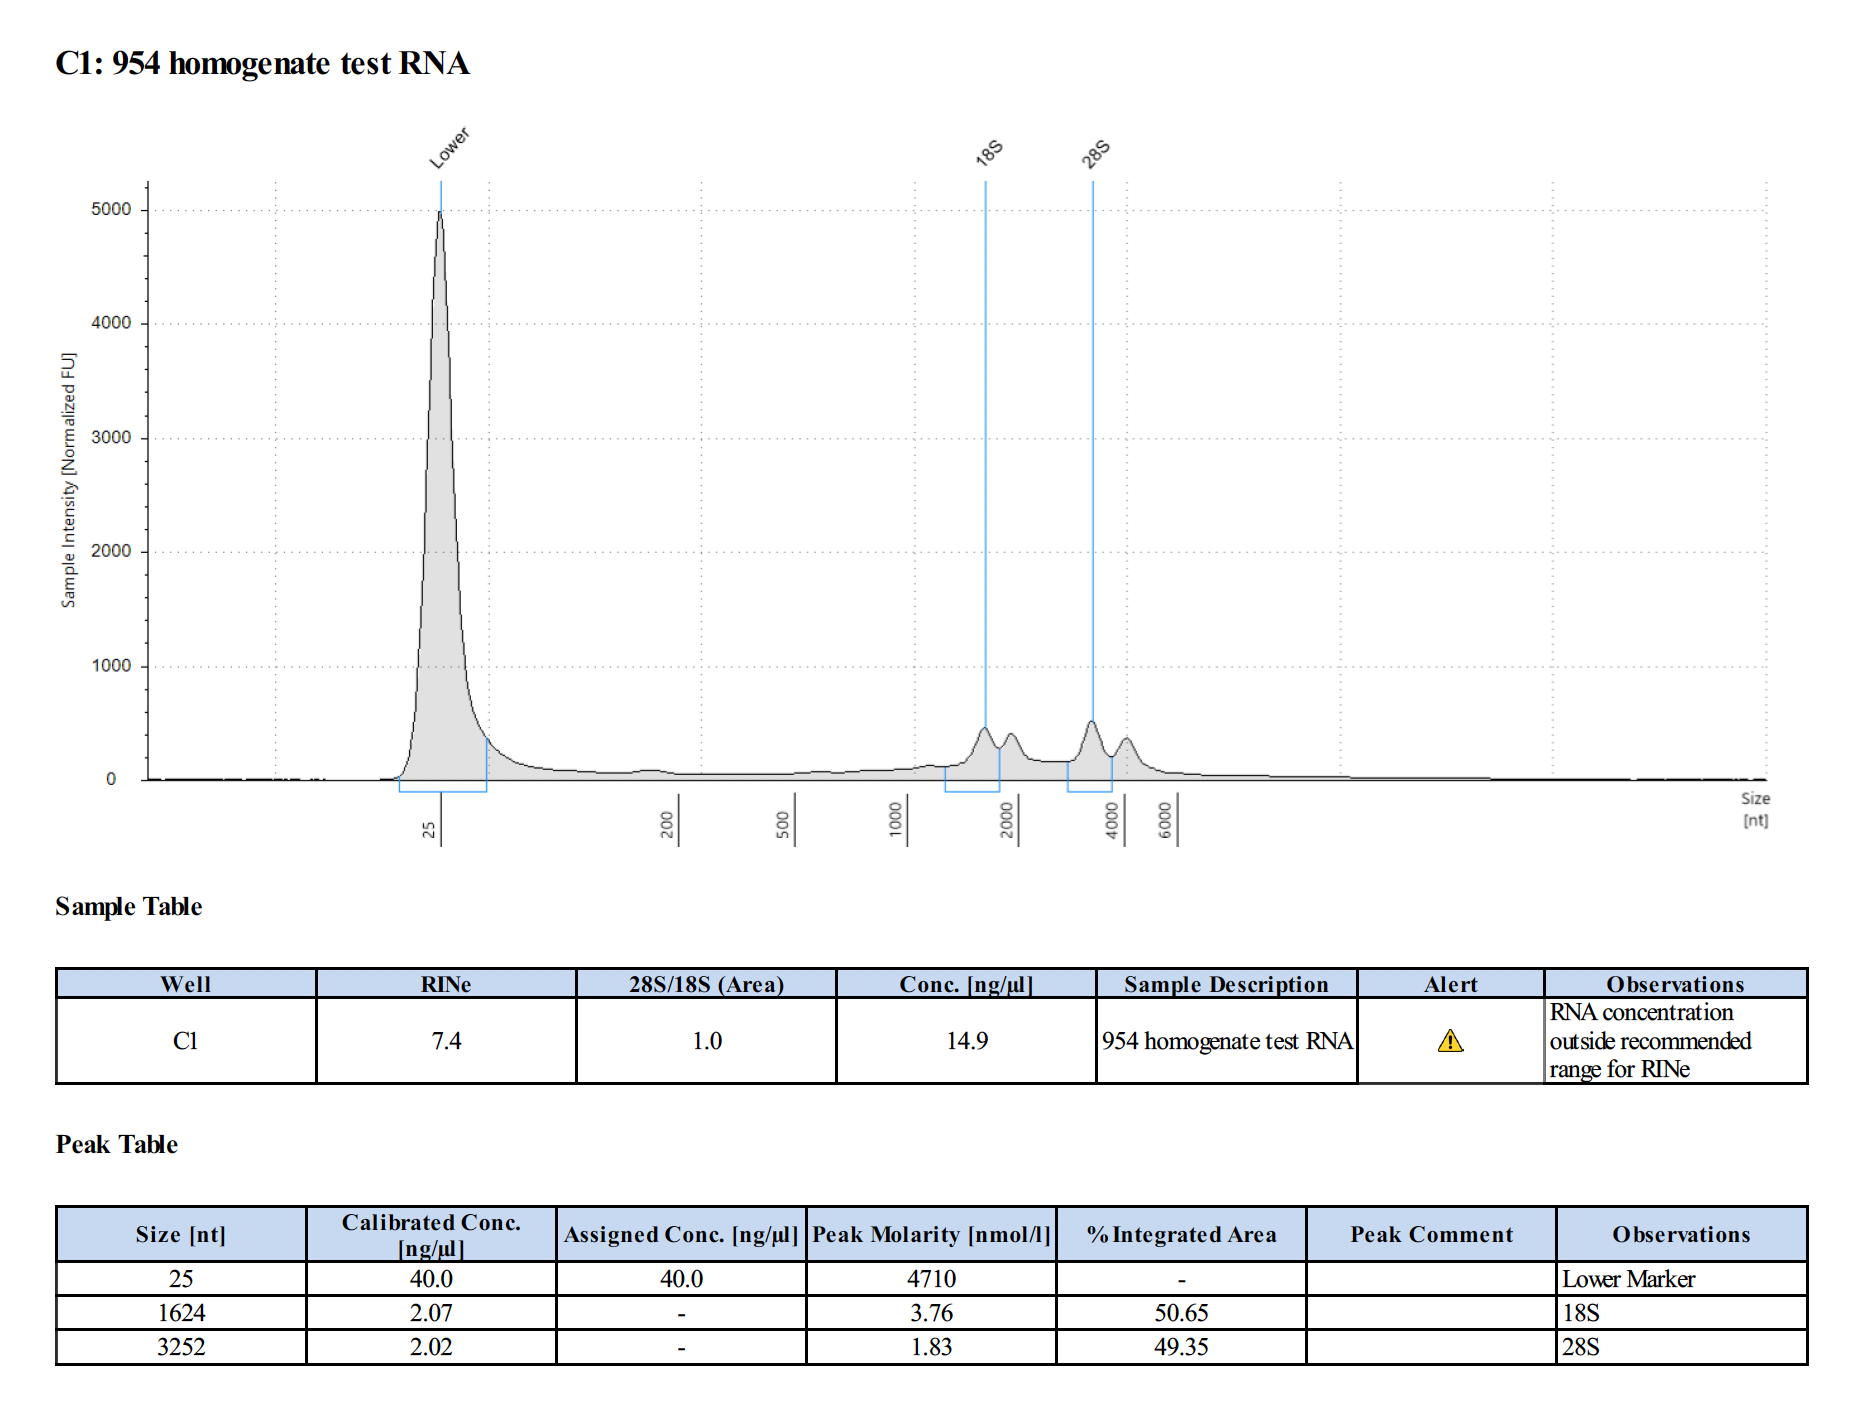 C1: 954 homogenate test RNA
Lower
18S
28S
5000
4000
3000
2000
1000
0
Sample Intensity [Normalized FU]
25
200
500
1000
2000
4000
6000
Size
[nt]
Sample Table
Well RINe 28S/18S (Area) Conc. [ng/µl] Sample Description Alert Observations
C1 7.4 1.0 14.9 954 homogenate test RNA RNA concentration
outside recommended
range for RINe
Peak Table
Size [nt] Calibrated Conc. [ng/µl] Assigned Conc. [ng/µl] Peak Molarity [nmol/l] % Integrated Area Peak Comment Observations
25 40.0 40.0 4710 - Lower Marker
1624 2.07 - 3.76 50.65 18S
3252 2.02 - 1.83 49.35 28S